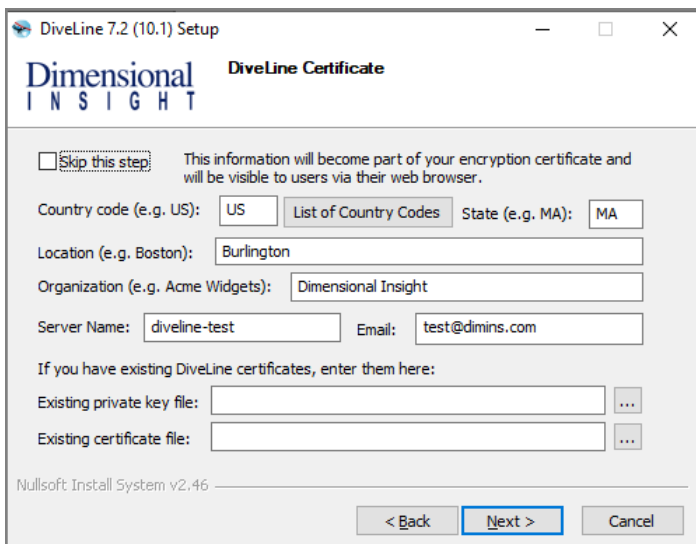 DiveLine 7.2 (10.1) Setup
Dimensional
INSIGHT
DiveLine Certificate
Skip this step
This information will become part of your encryption certificate and
will be visible to users via their web browser.
Country code (e.g. US): US List of Country Codes State (e.g. MA): MA
Location (e.g. Boston): Burlington
Organization (e.g. Acme Widgets): Dimensional Insight
Server Name: diveline-test Email: test@dimins.com
If you have existing DiveLine certificates, enter them here:
Existing private key file: ...
Existing certificate file: ...
Nullsoft Install System v2.46
< Back Next > Cancel